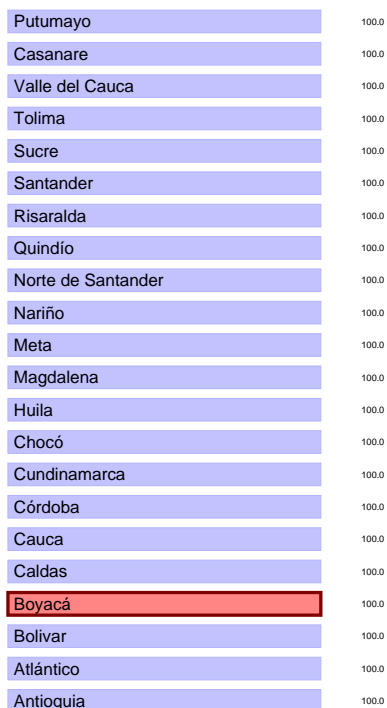 Putumayo 100.0
Casanare 100.0
Valle del Cauca 100.0
Tolima 100.0
Sucre 100.0
Santander 100.0
Risaralda 100.0
Quindío 100.0
Norte de Santander 100.0
Nariño 100.0
Meta 100.0
Magdalena 100.0
Huila 100.0
Chocó 100.0
Cundinamarca 100.0
Córdoba 100.0
Cauca 100.0
Caldas 100.0
Boyacá 100.0
Bolivar 100.0
Atlántico 100.0
Antioquia 100.0